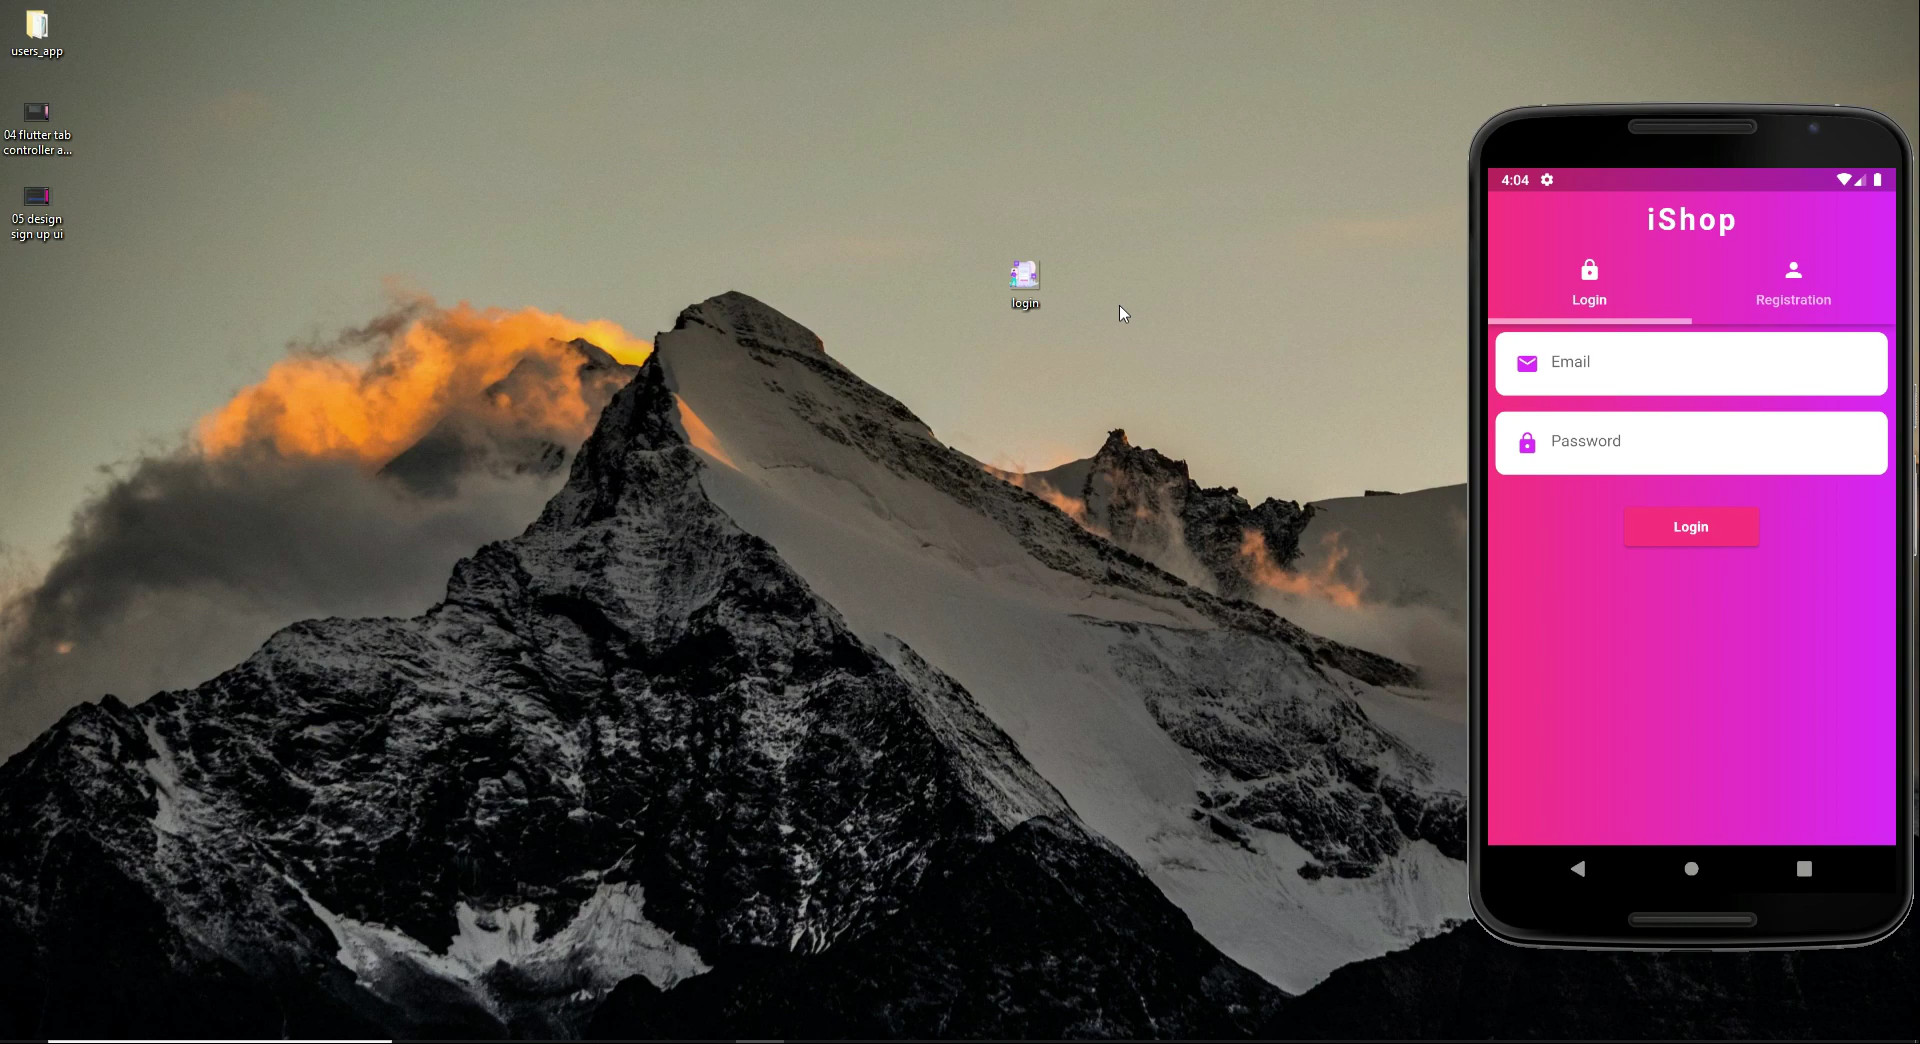 users_app
04 flutter tab
controller a...
05 design
sign up ui
login
4:04
iShop
Login
Registration
Email
Password
Login